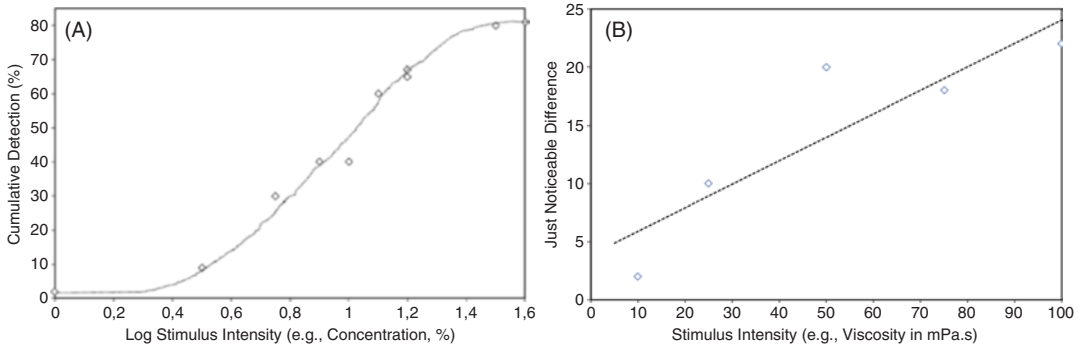 (A)
Cumulative Detection (%)
80
70
60
50
40
30
20
10
0
0 0,2 0,4 0,6 0,8 1 1,2 1,4 1,6
Log Stimulus Intensity (e.g., Concentration, %)
(B)
Just Noticeable Difference
25
20
15
10
5
0
0 10 20 30 40 50 60 70 80 90 100
Stimulus Intensity (e.g., Viscosity in mPa.s)